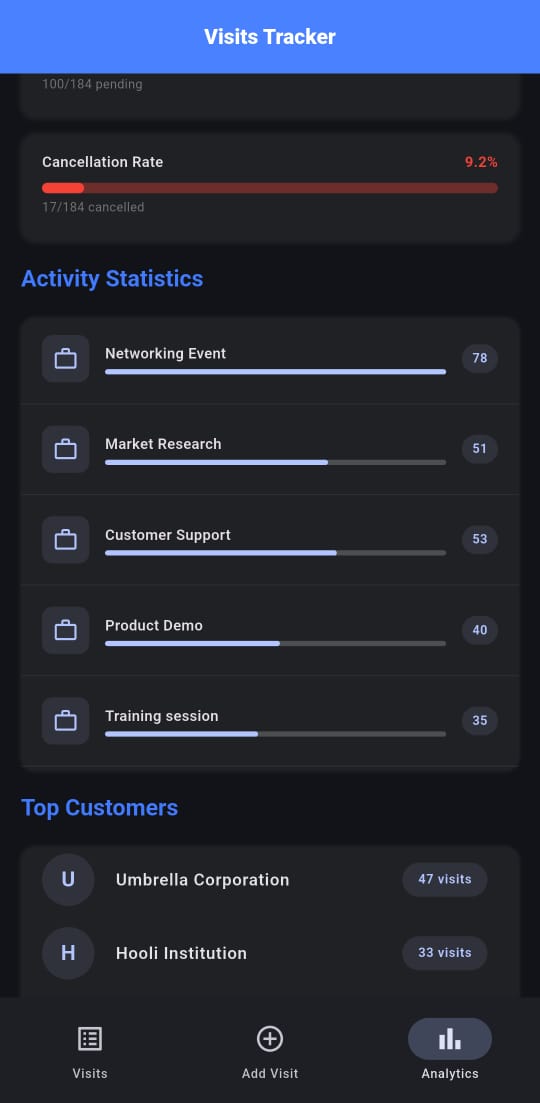 Visits Tracker
100/184 pending
Cancellation Rate
9.2%
17/184 cancelled
Activity Statistics
Networking Event
78
Market Research
51
Customer Support
53
Product Demo
40
Training session
35
Top Customers
U
Umbrella Corporation
47 visits
H
Hooli Institution
33 visits
Visits
Add Visit
Analytics